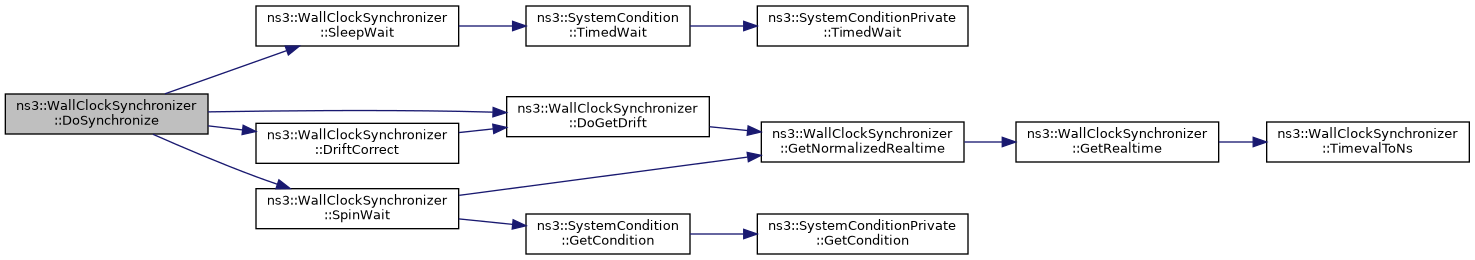 ns3::WallClockSynchronizer
::SleepWait
ns3::SystemCondition
::TimedWait
ns3::SystemConditionPrivate
::TimedWait
ns3::WallClockSynchronizer
::DoSynchronize
ns3::WallClockSynchronizer
::DoGetDrift
ns3::WallClockSynchronizer
::DriftCorrect
ns3::WallClockSynchronizer
::GetNormalizedRealtime
ns3::WallClockSynchronizer
::GetRealtime
ns3::WallClockSynchronizer
::TimevalToNs
ns3::WallClockSynchronizer
::SpinWait
ns3::SystemCondition
::GetCondition
ns3::SystemConditionPrivate
::GetCondition